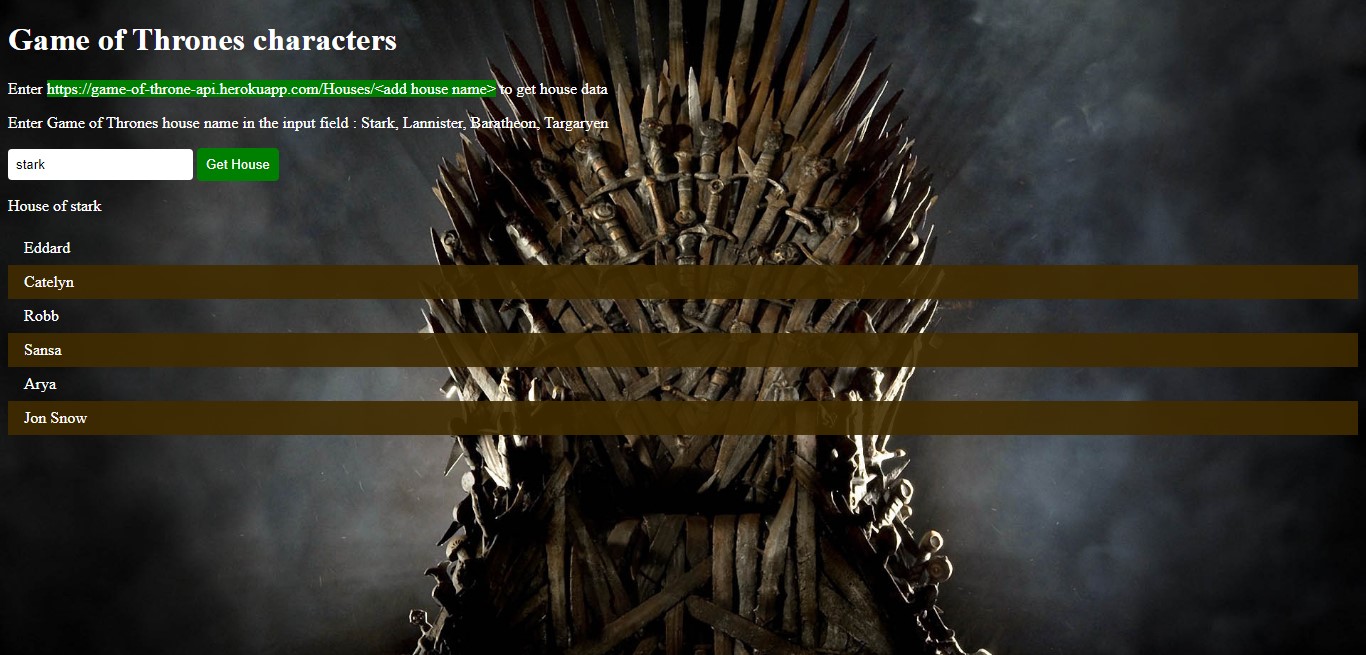 Game of Thrones characters
Enter https://game-of-throne-api.herokuapp.com/Houses/<add house name> to get house data
Enter Game of Thrones house name in the input field : Stark, Lannister, Baratheon, Targaryen
stark Get House
House of stark
Eddard
Catelyn
Robb
Sansa
Arya
Jon Snow